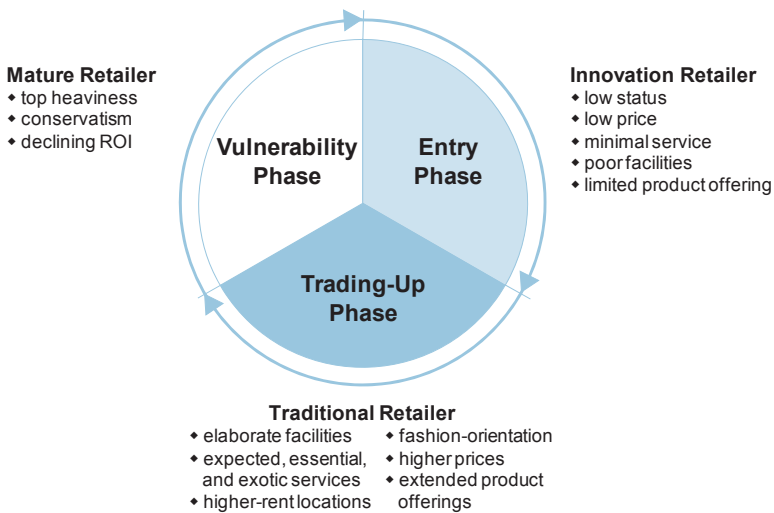 Mature Retailer
◆ top heaviness
◆ conservatism
◆ declining ROI
Vulnerability
Phase
Entry
Phase
Innovation Retailer
◆ low status
◆ low price
◆ minimal service
◆ poor facilities
◆ limited product offering
Trading-Up
Phase
Traditional Retailer
◆ elaborate facilities
◆ expected, essential,
and exotic services
◆ higher-rent locations
◆ fashion-orientation
◆ higher prices
◆ extended product
offerings